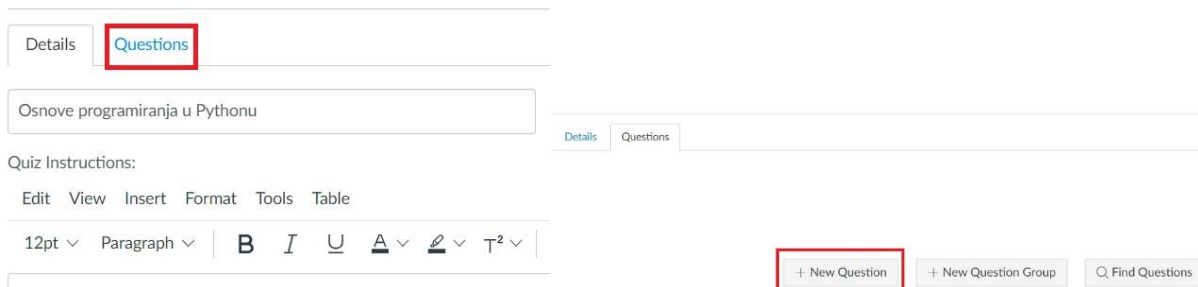 Details Questions
Osnove programiranja u Pythonu
Quiz Instructions:
Edit View Insert Format Tools Table
12pt Paragraph B I U A T²
Details Questions
+ New Question + New Question Group Find Questions